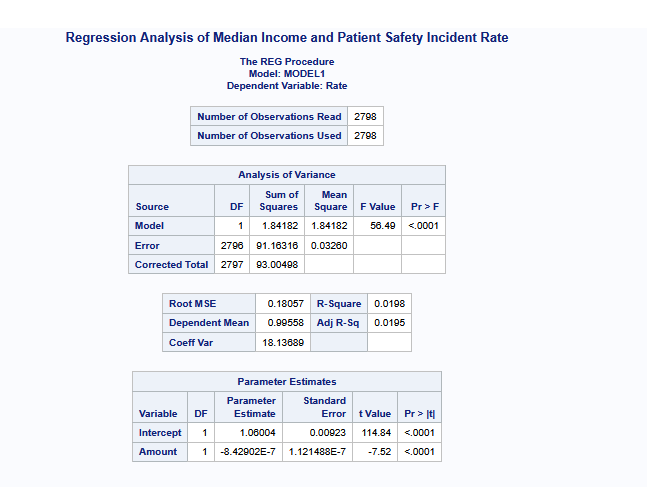 Regression Analysis of Median Income and Patient Safety Incident Rate
The REG Procedure
Model: MODEL1
Dependent Variable: Rate
Number of Observations Read 2798
Number of Observations Used 2798
Analysis of Variance
Source DF Sum of Squares Mean Square F Value Pr > F
Model 1 1.84182 1.84182 56.49 <.0001
Error 2796 91.16316 0.03260
Corrected Total 2797 93.00498
Root MSE 0.18057 R-Square 0.0198
Dependent Mean 0.99558 Adj R-Sq 0.0195
Coeff Var 18.13689
Parameter Estimates
Variable DF Parameter Estimate Standard Error t Value Pr > |t|
Intercept 1 1.06004 0.00923 114.84 <.0001
Amount 1 -8.42902E-7 1.121488E-7 -7.52 <.0001